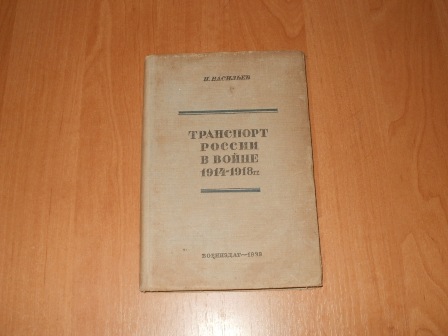 Н. ВАСИЛЬЕВ
ТРАНСПОРТ
РОССИИ
В ВОЙНЕ
1914-1918 гг.
ВОЕНИЗДАТ—1939